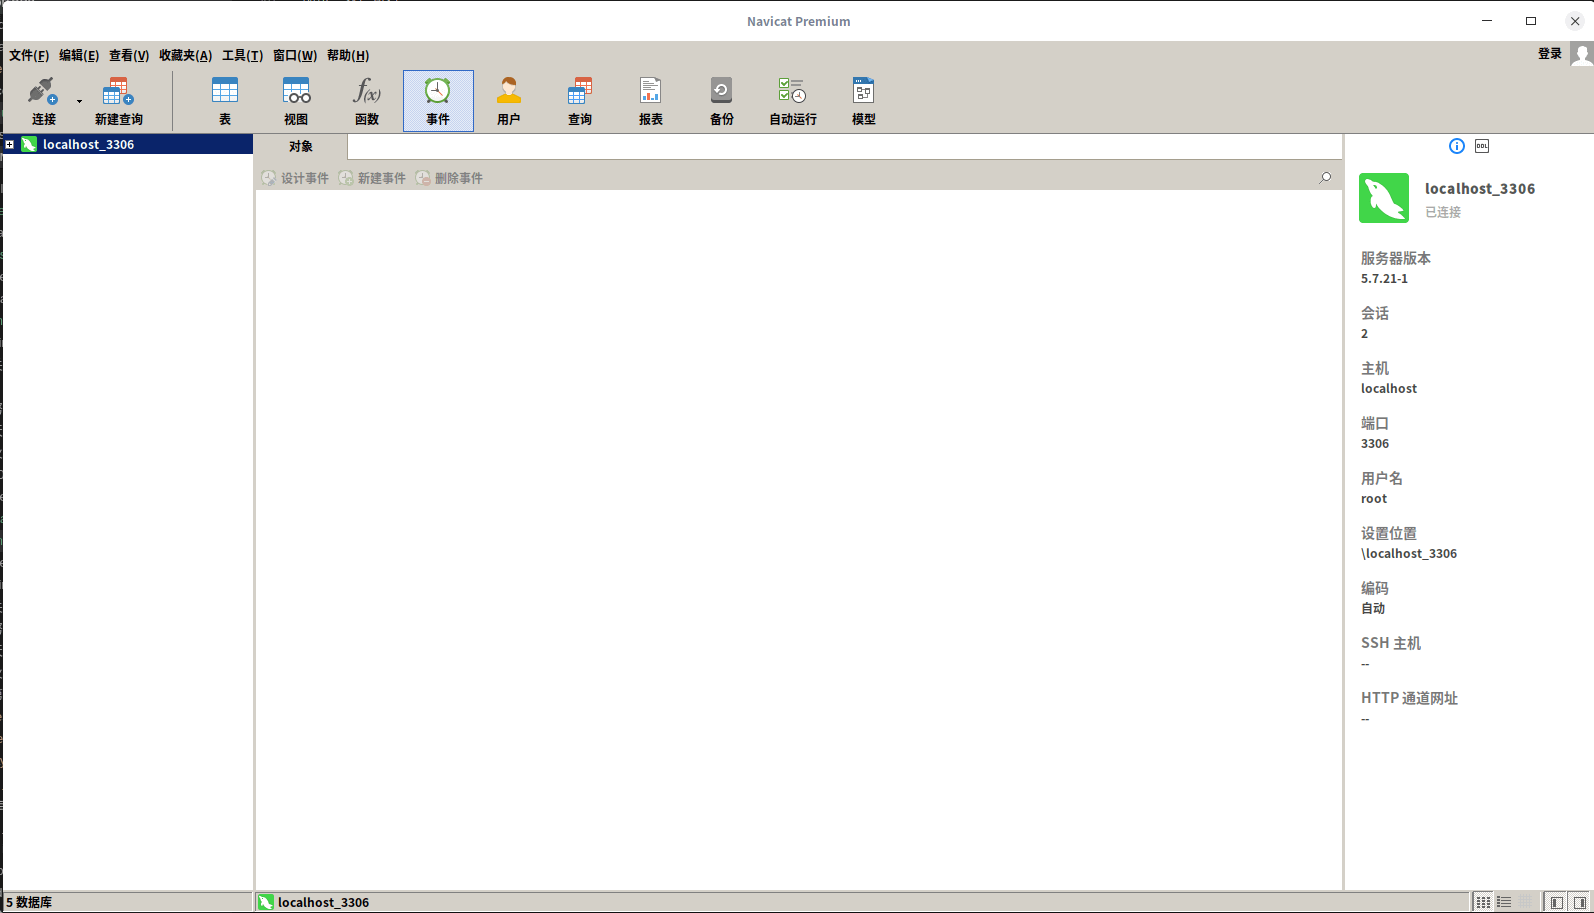 Navicat Premium
文件(F) 编辑(E) 查看(V) 收藏夹(A) 工具(T) 窗口(W) 帮助(H)
登录
连接 新建查询 表 视图 函数 事件 用户 查询 报表 备份 自动运行 模型
localhost_3306
对象
设计事件 新建事件 删除事件
DDL
localhost_3306
已连接
服务器版本
5.7.21-1
会话
2
主机
localhost
端口
3306
用户名
root
设置位置
\localhost_3306
编码
自动
SSH 主机
--
HTTP 通道网址
--
5 数据库
localhost_3306